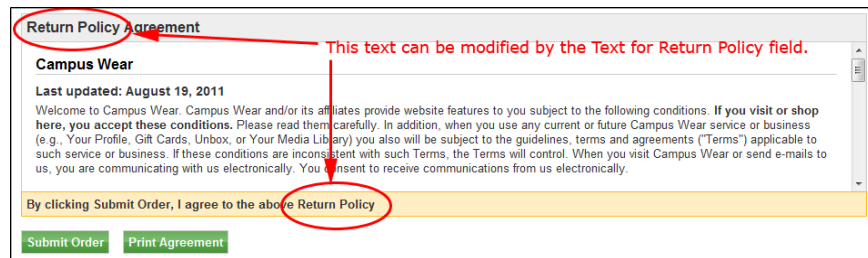 Return Policy Agreement
This text can be modified by the Text for Return Policy field.
Campus Wear
Last updated: August 19, 2011
Welcome to Campus Wear. Campus Wear and/or its affiliates provide website features to you subject to the following conditions. If you visit or shop
here, you accept these conditions. Please read them carefully. In addition, when you use any current or future Campus Wear service or business
(e.g., Your Profile, Gift Cards, Unbox, or Your Media Library) you also will be subject to the guidelines, terms and agreements ("Terms") applicable to
such service or business. If these conditions are inconsistent with such Terms, the Terms will control. When you visit Campus Wear or send e-mails to
us, you are communicating with us electronically. You consent to receive communications from us electronically.
By clicking Submit Order, I agree to the above Return Policy
Submit Order Print Agreement